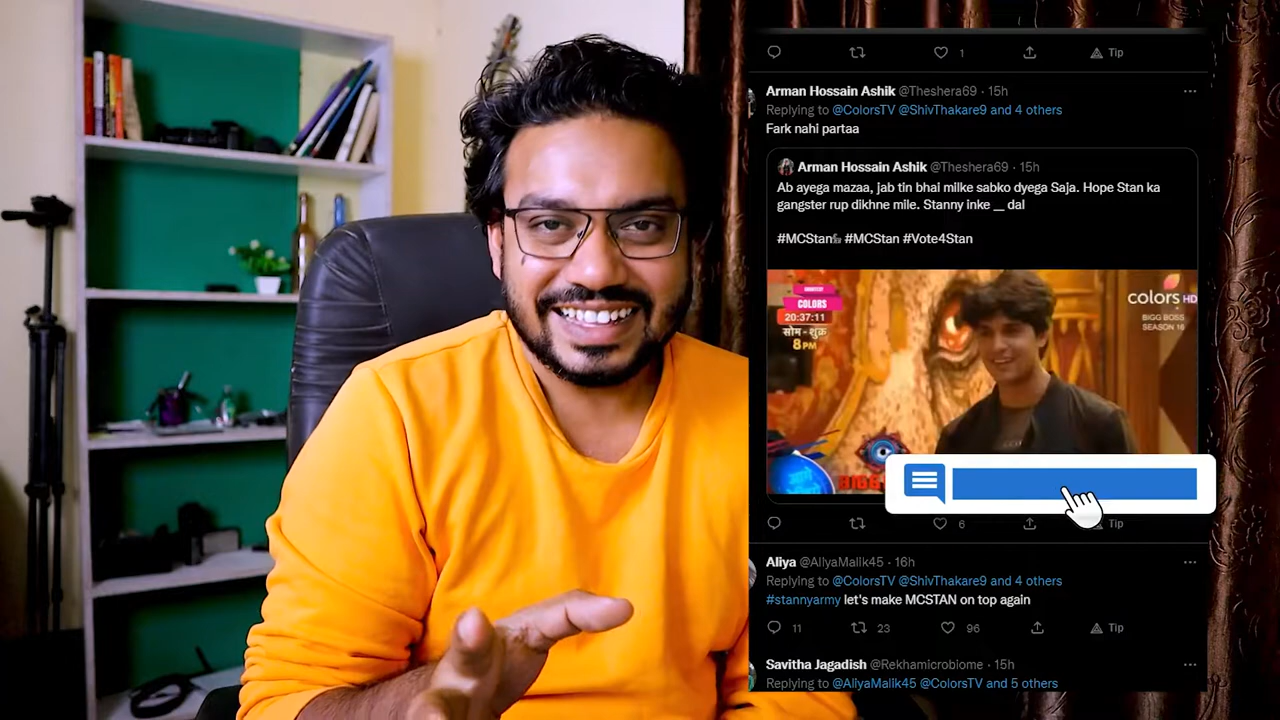 1
Tip
Arman Hossain Ashik @Theshera69 · 15h
Replying to @ColorsTV @ShivThakare9 and 4 others
Fark nahi partaa
Arman Hossain Ashik @Theshera69 · 15h
Ab ayega mazaa, jab tin bhai milke sabko dyega Saja. Hope Stan ka
gangster rup dikhne mile. Stanny inke __ dal
#MCStan #MCStan #Vote4Stan
COLORS
20:37:11
सोम-शुक्र
8PM
colors HD
BIGG BOSS
SEASON 16
6
Tip
Aliya @AliyaMalik45 · 16h
Replying to @ColorsTV @ShivThakare9 and 4 others
#stannyarmy let's make MCSTAN on top again
11 23 96 Tip
Savitha Jagadish @Rekhamicrobiome · 15h
Replying to @AliyaMalik45 @ColorsTV and 5 others